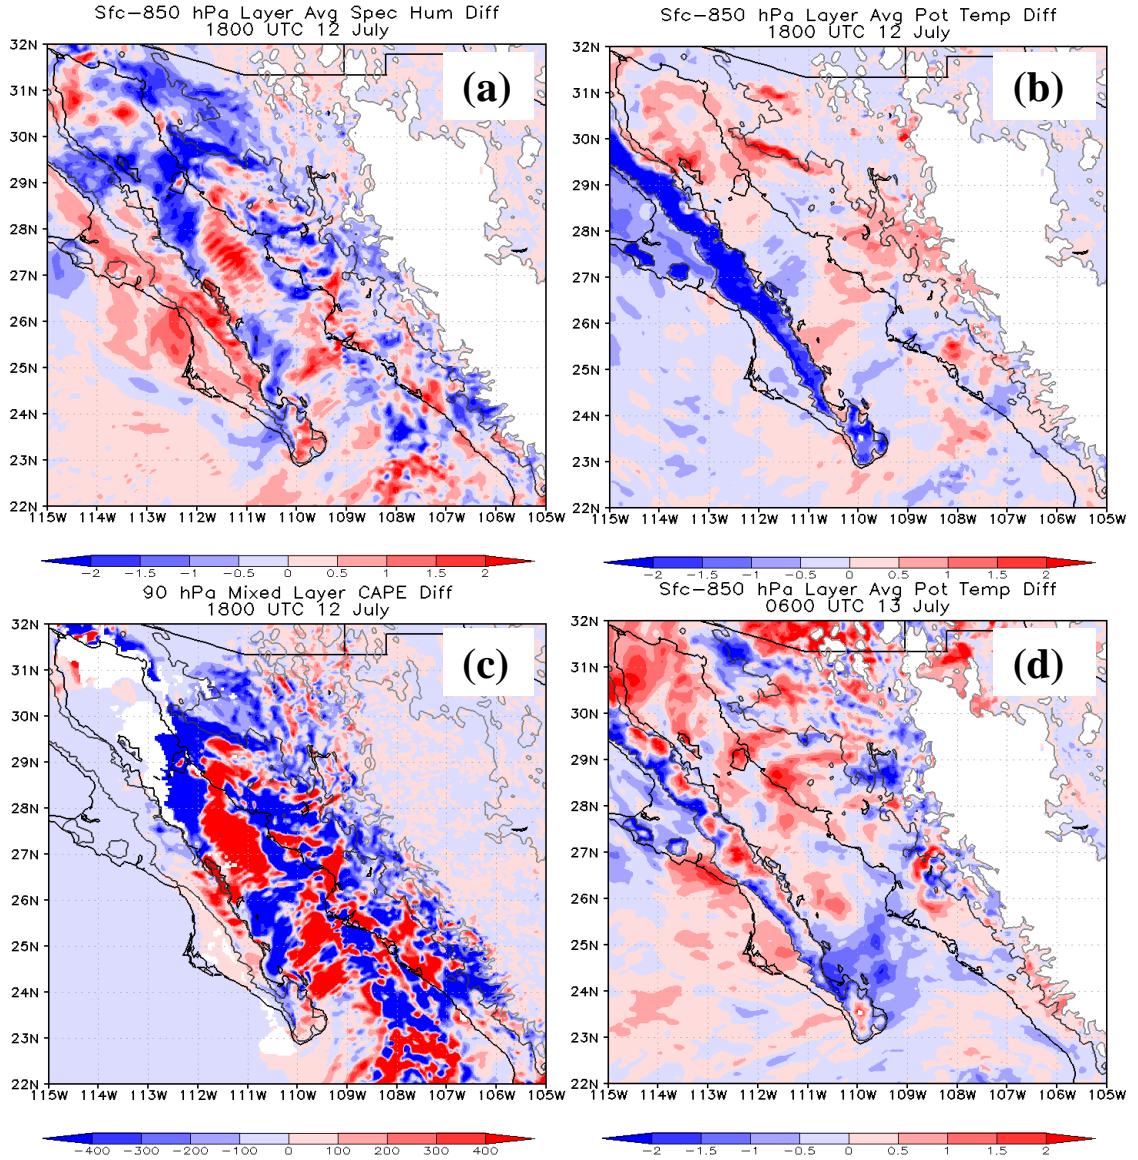 Sfc-850 hPa Layer Avg Spec Hum Diff
1800 UTC 12 July
(a)
32N
31N
30N
29N
28N
27N
26N
25N
24N
23N
22N
115W 114W 113W 112W 111W 110W 109W 108W 107W 106W 105W
-2 -1.5 -1 -0.5 0 0.5 1 1.5 2
Sfc-850 hPa Layer Avg Pot Temp Diff
1800 UTC 12 July
(b)
32N
31N
30N
29N
28N
27N
26N
25N
24N
23N
22N
115W 114W 113W 112W 111W 110W 109W 108W 107W 106W 105W
-2 -1.5 -1 -0.5 0 0.5 1 1.5 2
90 hPa Mixed Layer CAPE Diff
1800 UTC 12 July
(c)
32N
31N
30N
29N
28N
27N
26N
25N
24N
23N
22N
115W 114W 113W 112W 111W 110W 109W 108W 107W 106W 105W
-400 -300 -200 -100 0 100 200 300 400
Sfc-850 hPa Layer Avg Pot Temp Diff
0600 UTC 13 July
(d)
32N
31N
30N
29N
28N
27N
26N
25N
24N
23N
22N
115W 114W 113W 112W 111W 110W 109W 108W 107W 106W 105W
-2 -1.5 -1 -0.5 0 0.5 1 1.5 2